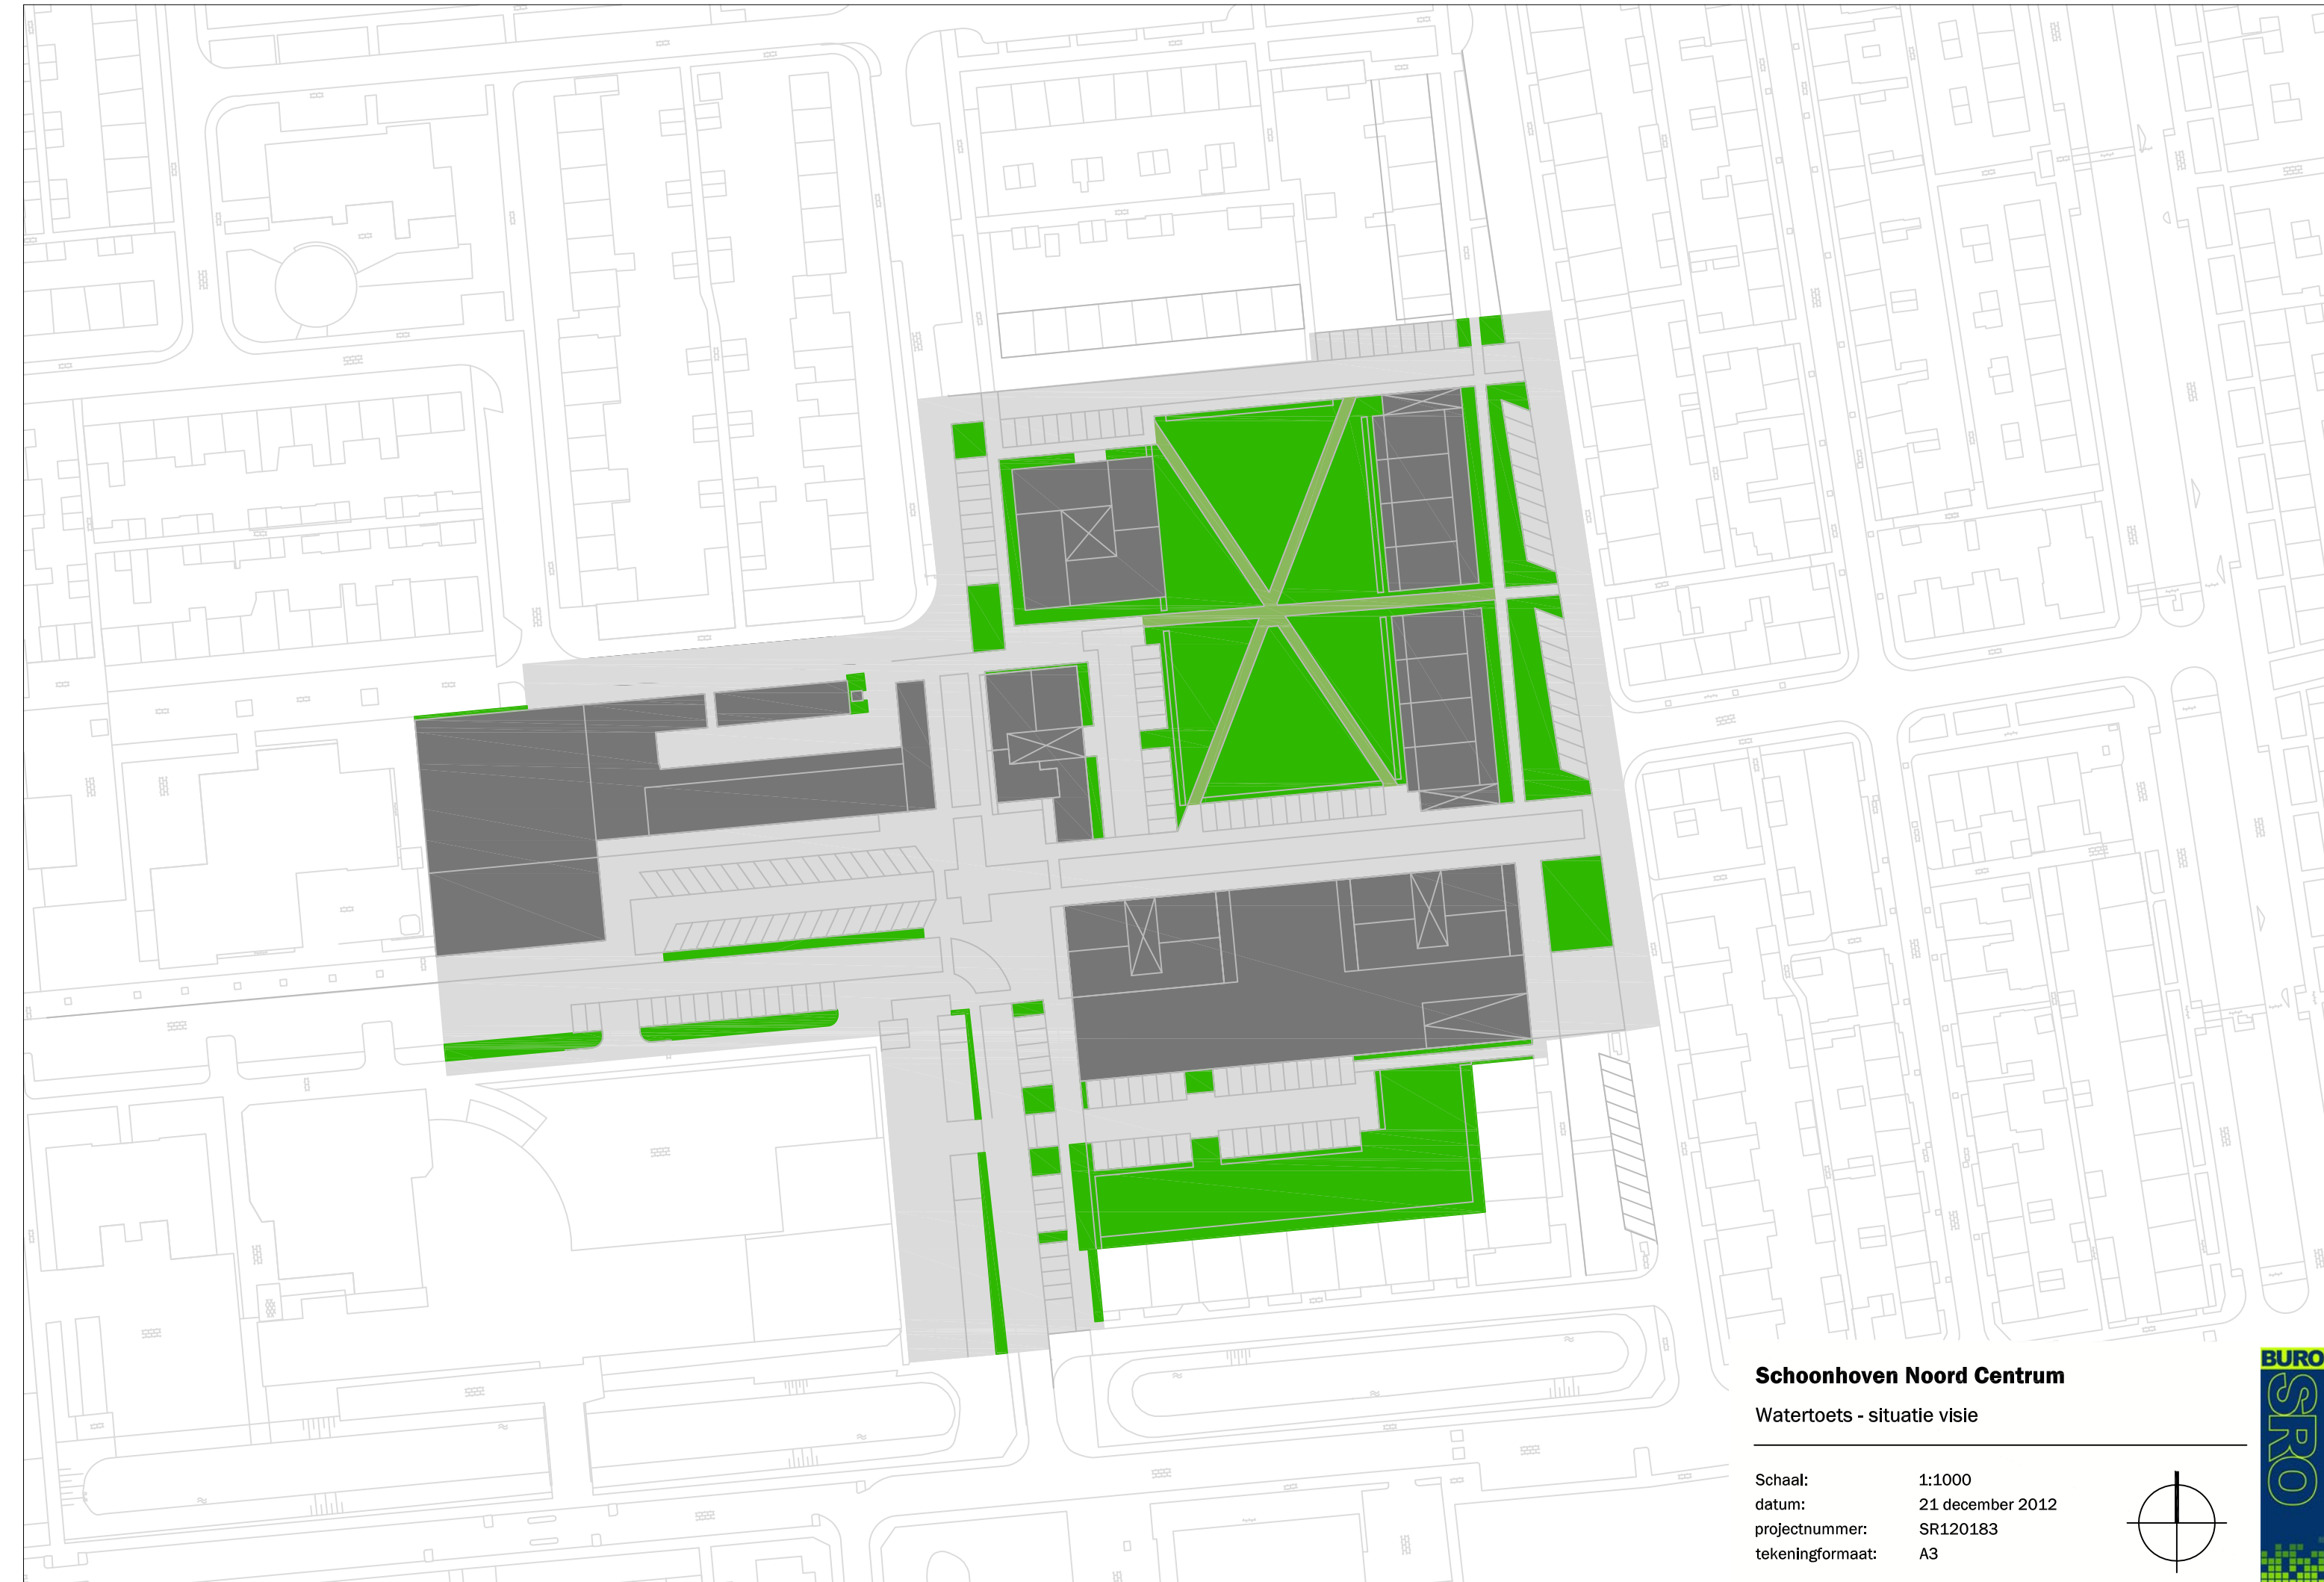 Schoonhoven Noord Centrum
Watertoets - situatie visie
Schaal: 1:1000
datum: 21 december 2012
projectnummer: SR120183
tekeningformaat: A3
BURO
SRO